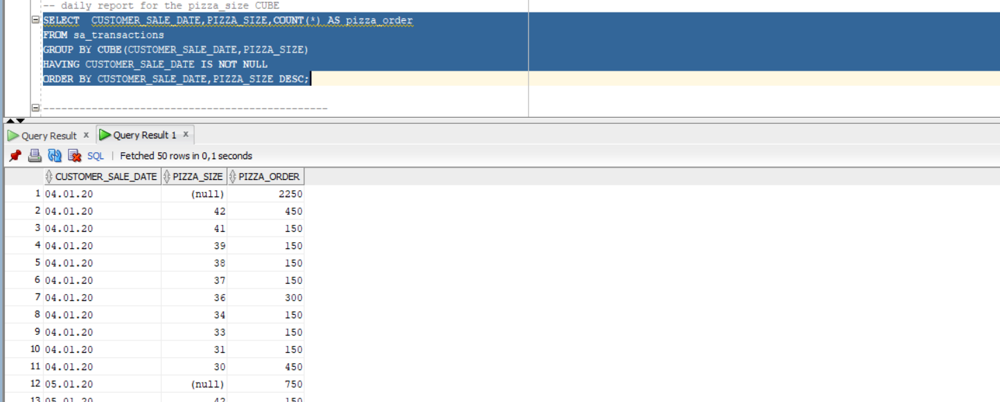 -- daily report for the pizza_size CUBE
SELECT  CUSTOMER_SALE_DATE,PIZZA_SIZE,COUNT(*) AS pizza_order
FROM sa_transactions
GROUP BY CUBE(CUSTOMER_SALE_DATE,PIZZA_SIZE)
HAVING CUSTOMER_SALE_DATE IS NOT NULL
ORDER BY CUSTOMER_SALE_DATE,PIZZA_SIZE DESC;
-----------------------------------------------
Query Result x Query Result 1 x
SQL | Fetched 50 rows in 0,1 seconds
CUSTOMER_SALE_DATE PIZZA_SIZE PIZZA_ORDER
1 04.01.20 (null) 2250
2 04.01.20 42 450
3 04.01.20 41 150
4 04.01.20 39 150
5 04.01.20 38 150
6 04.01.20 37 150
7 04.01.20 36 300
8 04.01.20 34 150
9 04.01.20 33 150
10 04.01.20 31 150
11 04.01.20 30 450
12 05.01.20 (null) 750
13 05.01.20 42 150